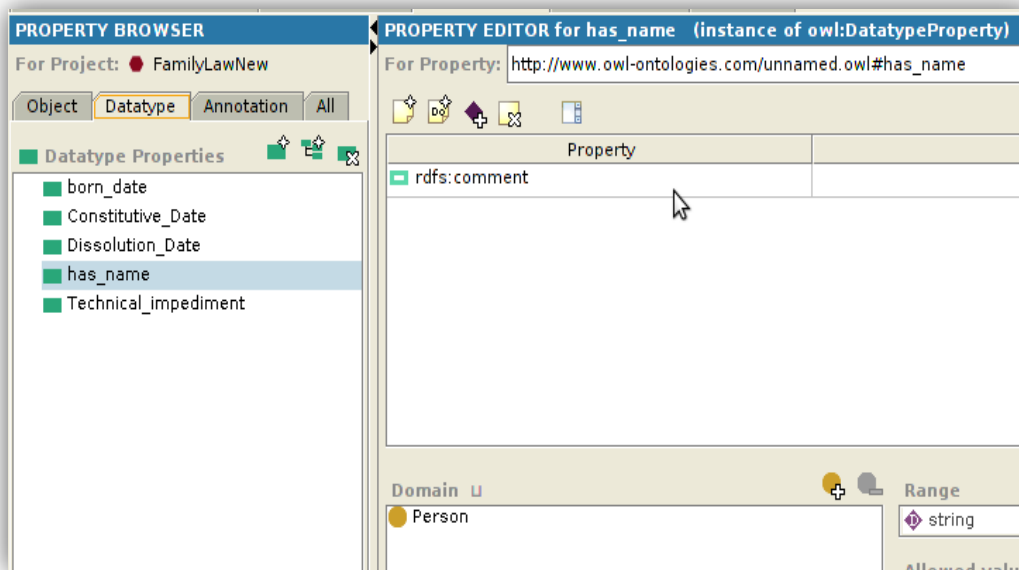 PROPERTY BROWSER
For Project: FamilyLawNew
Object Datatype Annotation All
Datatype Properties
born_date
Constitutive_Date
Dissolution_Date
has_name
Technical_impediment
PROPERTY EDITOR for has_name (instance of owl:DatatypeProperty)
For Property: http://www.owl-ontologies.com/unnamed.owl#has_name
Property
rdfs:comment
Domain ⊔
Person
Range
string